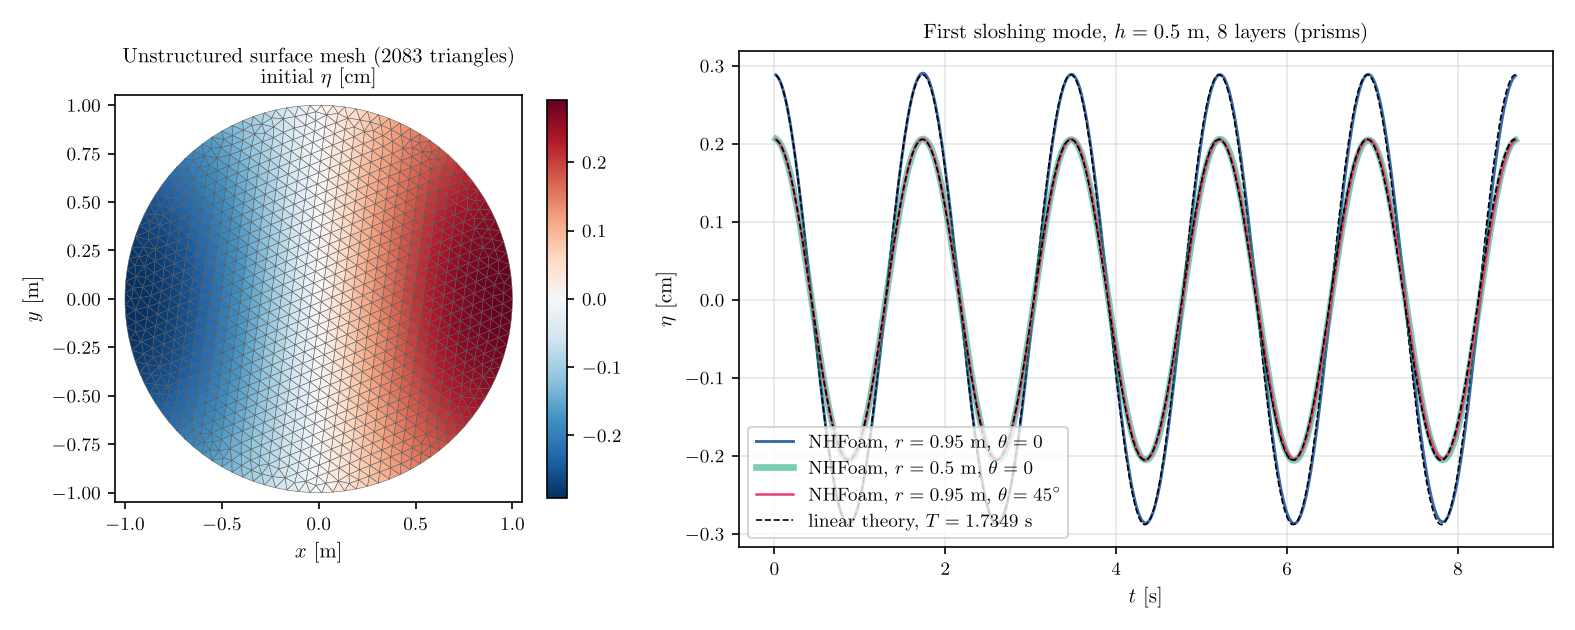 Unstructured surface mesh (2083 triangles)
initial η [cm]
1.00
0.75
0.50
0.25
0.00
−0.25
−0.50
−0.75
−1.00
y [m]
−1.0
−0.5
0.0
0.5
1.0
x [m]
0.2
0.1
0.0
−0.1
−0.2
First sloshing mode, h = 0.5 m, 8 layers (prisms)
0.3
0.2
0.1
0.0
−0.1
−0.2
−0.3
η [cm]
NHFoam, r = 0.95 m, θ = 0
NHFoam, r = 0.5 m, θ = 0
NHFoam, r = 0.95 m, θ = 45°
linear theory, T = 1.7349 s
0
2
4
6
8
t [s]